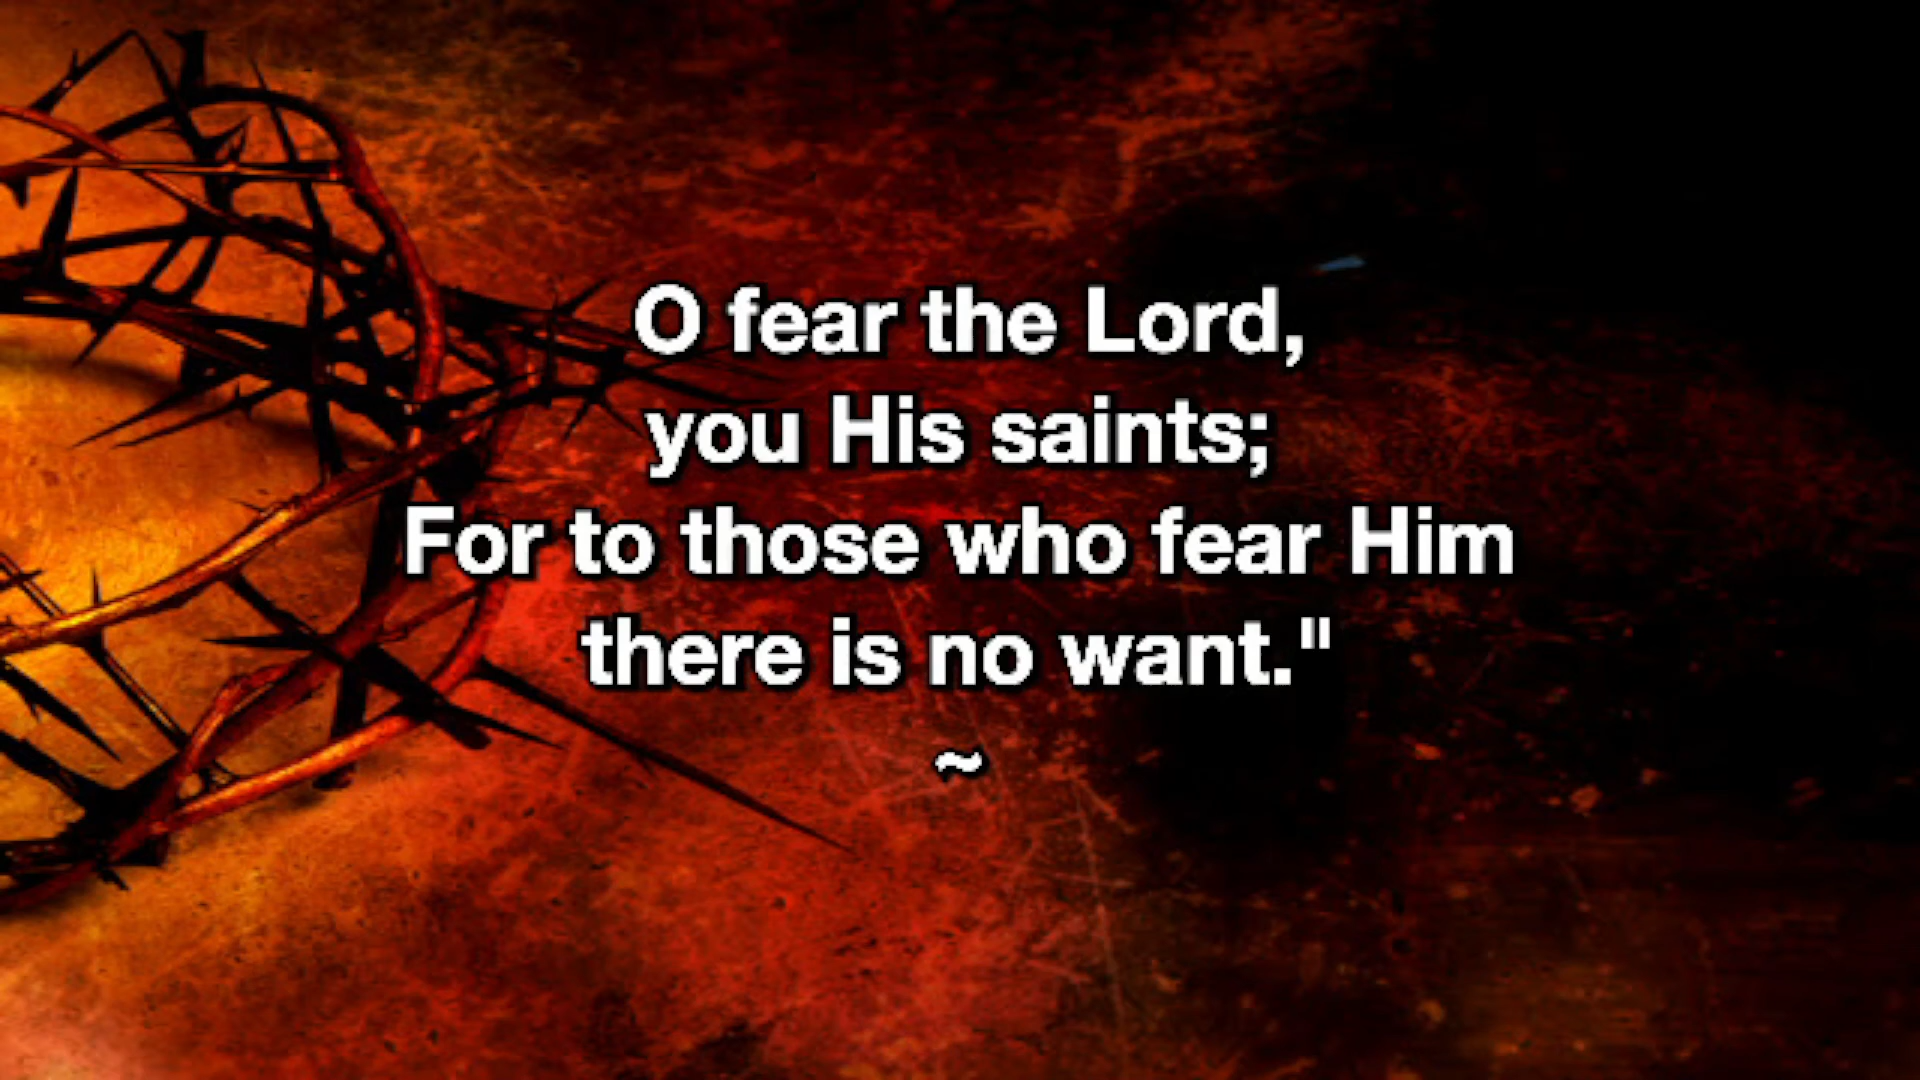 O fear the Lord,
you His saints;
For to those who fear Him
there is no want."
~